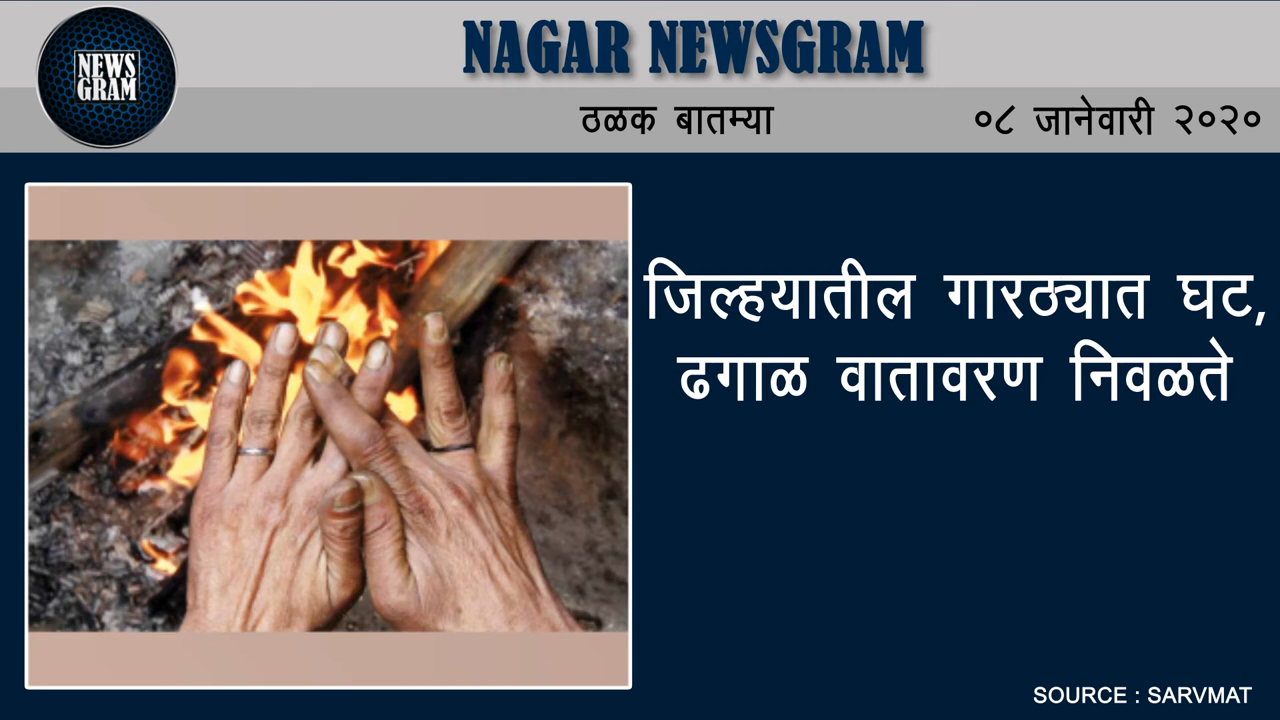 NEWS
GRAM
NAGAR NEWSGRAM
ठळक बातम्या
०८ जानेवारी २०२०
जिल्हयातील गारठ्यात घट,
ढगाळ वातावरण निवळते
SOURCE : SARVMAT